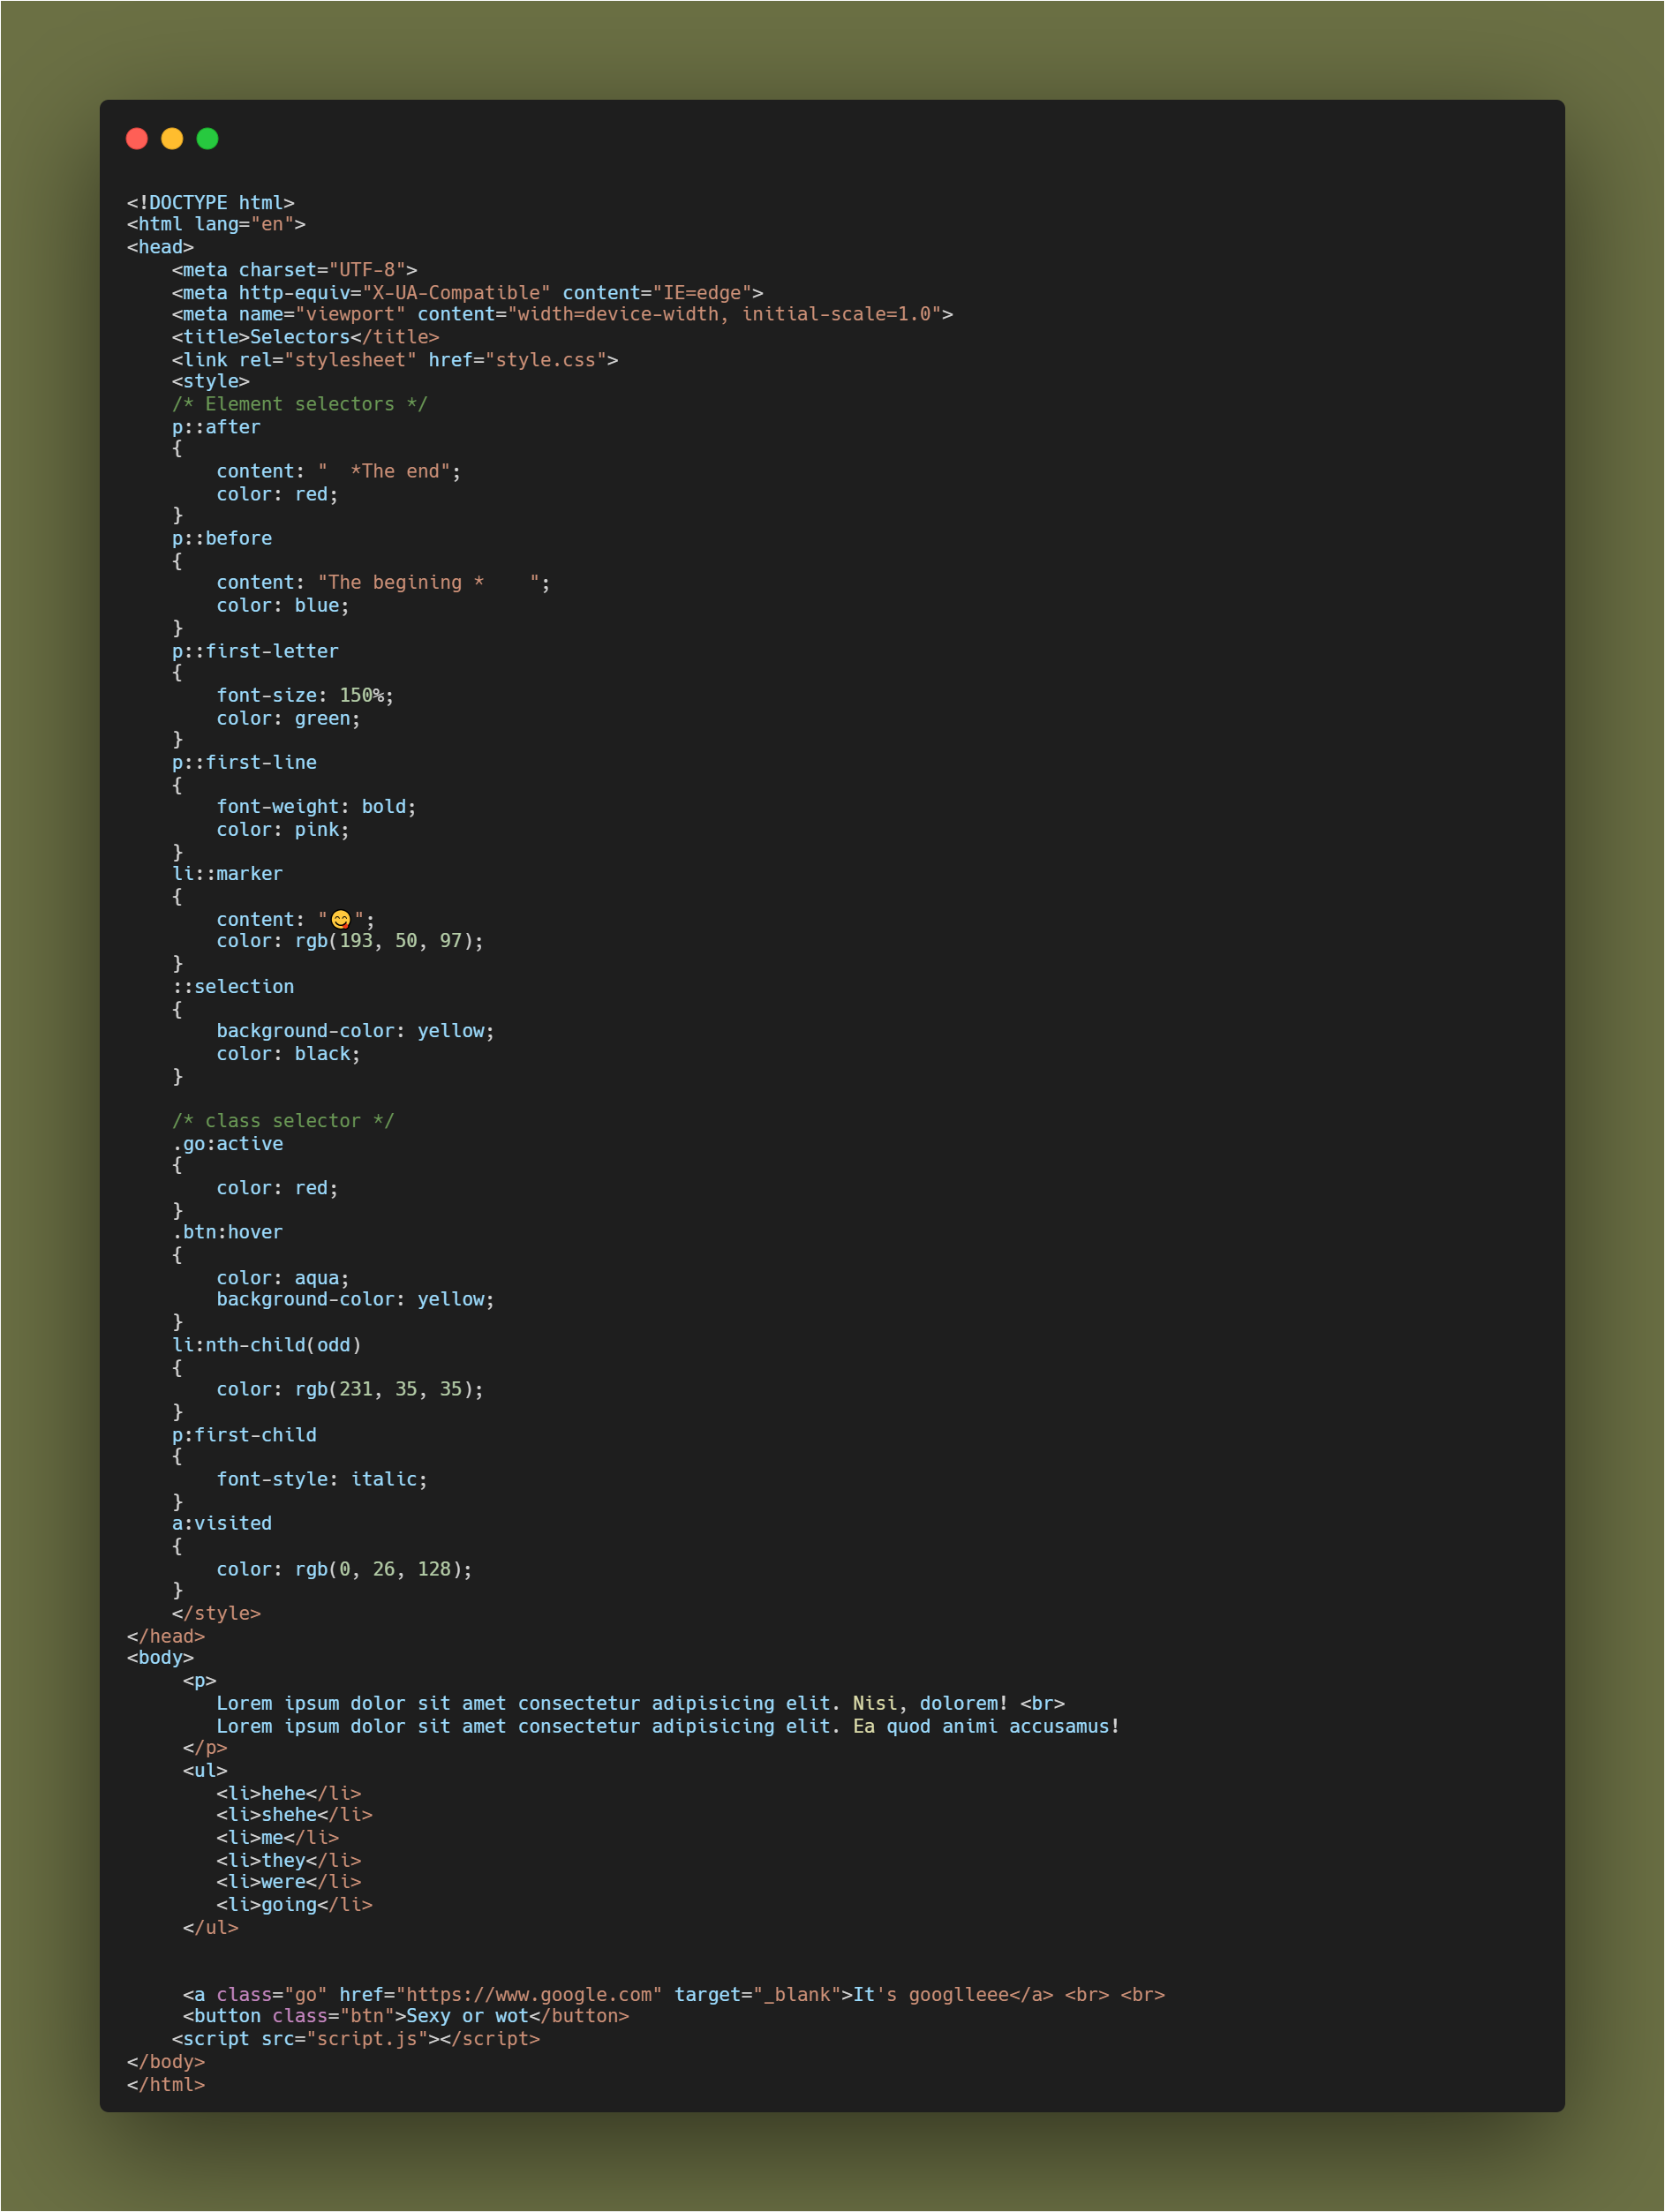 <!DOCTYPE html>
<html lang="en">
<head>
    <meta charset="UTF-8">
    <meta http-equiv="X-UA-Compatible" content="IE=edge">
    <meta name="viewport" content="width=device-width, initial-scale=1.0">
    <title>Selectors</title>
    <link rel="stylesheet" href="style.css">
    <style>
    /* Element selectors */
    p::after
    {
        content: "  *The end";
        color: red;
    }
    p::before
    {
        content: "The begining *    ";
        color: blue;
    }
    p::first-letter
    {
        font-size: 150%;
        color: green;
    }
    p::first-line
    {
        font-weight: bold;
        color: pink;
    }
    li::marker
    {
        content: "😋";
        color: rgb(193, 50, 97);
    }
    ::selection
    {
        background-color: yellow;
        color: black;
    }

    /* class selector */
    .go:active
    {
        color: red;
    }
    .btn:hover
    {
        color: aqua;
        background-color: yellow;
    }
    li:nth-child(odd)
    {
        color: rgb(231, 35, 35);
    }
    p:first-child
    {
        font-style: italic;
    }
    a:visited
    {
        color: rgb(0, 26, 128);
    }
    </style>
</head>
<body>
     <p>
        Lorem ipsum dolor sit amet consectetur adipisicing elit. Nisi, dolorem! <br>
        Lorem ipsum dolor sit amet consectetur adipisicing elit. Ea quod animi accusamus!
     </p>
     <ul>
        <li>hehe</li>
        <li>shehe</li>
        <li>me</li>
        <li>they</li>
        <li>were</li>
        <li>going</li>
     </ul>


     <a class="go" href="https://www.google.com" target="_blank">It's googlleee</a> <br> <br>
     <button class="btn">Sexy or wot</button>
    <script src="script.js"></script>
</body>
</html>